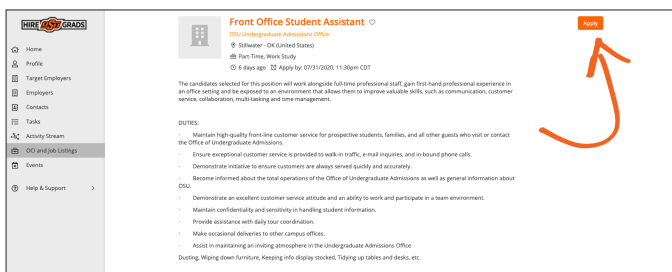 HIRE OSU GRADS
Home
Profile
Target Employers
Employers
Contacts
Tasks
Activity Stream
OCI and Job Listings
Events
Help & Support >
Front Office Student Assistant
Apply
OSU Undergraduate Admissions Office
Stillwater - OK (United States)
Part-Time, Work Study
6 days ago Apply by: 07/31/2020, 11:30pm CDT
The candidates selected for this position will work alongside full-time professional staff, gain first-hand professional experience in
an office setting and be exposed to an environment that allows them to improve valuable skills, such as communication, customer
service, collaboration, multi-tasking and time management.
DUTIES:
· Maintain high-quality front-line customer service for prospective students, families, and all other guests who visit or contact
the Office of Undergraduate Admissions.
· Ensure exceptional customer service is provided to walk-in traffic, e-mail inquiries, and in-bound phone calls.
· Demonstrate initiative to ensure customers are always served quickly and accurately.
· Become informed about the total operations of the Office of Undergraduate Admissions as well as general information about
OSU.
· Demonstrate an excellent customer service attitude and an ability to work and participate in a team environment.
· Maintain confidentiality and sensitivity in handling student information.
· Provide assistance with daily tour coordination.
· Make occasional deliveries to other campus offices.
· Assist in maintaining an inviting atmosphere in the Undergraduate Admissions Office
Dusting, Wiping down furniture, Keeping info display stocked, Tidying up tables and desks, etc.